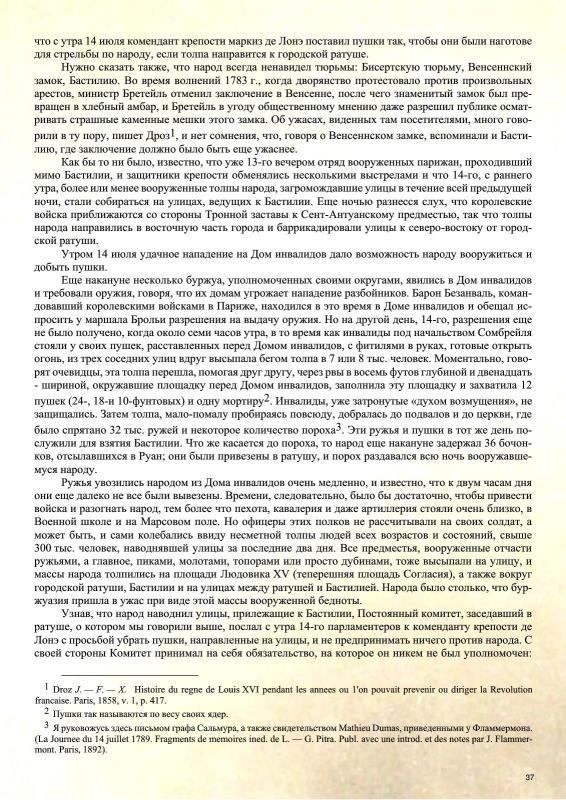 что с утра 14 июля комендант крепости маркиз де Лонэ поставил пушки так, чтобы они были наготове
для стрельбы по народу, если толпа направится к городской ратуше.
Нужно сказать также, что народ всегда ненавидел тюрьмы: Бисертскую тюрьму, Венсеннский
замок, Бастилию. Во время волнений 1783 г., когда дворянство протестовало против произвольных
арестов, министр Бретейль отменил заключение в Венсенне, после чего знаменитый замок был пре-
вращен в хлебный амбар, и Бретейль в угоду общественному мнению даже разрешил публике осмат-
ривать страшные каменные мешки этого замка. Об ужасах, виденных там посетителями, много гово-
рили в ту пору, пишет Дроз1, и нет сомнения, что, говоря о Венсеннском замке, вспоминали и Басти-
лию, где заключение должно было быть еще ужаснее.
Как бы то ни было, известно, что уже 13-го вечером отряд вооруженных парижан, проходивший
мимо Бастилии, и защитники крепости обменялись несколькими выстрелами и что 14-го, с раннего
утра, более или менее вооруженные толпы народа, загромождавшие улицы в течение всей предыдущей
ночи, стали собираться на улицах, ведущих к Бастилии. Еще ночью разнесся слух, что королевские
войска приближаются со стороны Тронной заставы к Сент-Антуанскому предместью, так что толпы
народа направились в восточную часть города и баррикадировали улицы к северо-востоку от город-
ской ратуши.
Утром 14 июля удачное нападение на Дом инвалидов дало возможность народу вооружиться и
добыть пушки.
Еще накануне несколько буржуа, уполномоченных своими округами, явились в Дом инвалидов
и требовали оружия, говоря, что их домам угрожает нападение разбойников. Барон Безанваль, коман-
довавший королевскими войсками в Париже, находился в это время в Доме инвалидов и обещал ис-
просить у маршала Брольи разрешения на выдачу оружия. Но на другой день, 14-го, разрешения еще
не было получено, когда около семи часов утра, в то время как инвалиды под начальством Сомбрейля
стояли у своих пушек, расставленных перед Домом инвалидов, с фитилями в руках, готовые открыть
огонь, из трех соседних улиц вдруг высыпала бегом толпа в 7 или 8 тыс. человек. Моментально, гово-
рят очевидцы, эта толпа перешла, помогая друг другу, через рвы в восемь футов глубиной и двенадцать
- шириной, окружавшие площадку перед Домом инвалидов, заполнила эту площадку и захватила 12
пушек (24-, 18-и 10-фунтовых) и одну мортиру2. Инвалиды, уже затронутые «духом возмущения», не
защищались. Затем толпа, мало-помалу пробираясь повсюду, добралась до подвалов и до церкви, где
было спрятано 32 тыс. ружей и некоторое количество пороха3. Эти ружья и пушки в тот же день по-
служили для взятия Бастилии. Что же касается до пороха, то народ еще накануне задержал 36 бочон-
ков, отсылавшихся в Руан; они были привезены в ратушу, и порох раздавался всю ночь вооружавше-
муся народу.
Ружья увозились народом из Дома инвалидов очень медленно, и известно, что к двум часам дня
они еще далеко не все были вывезены. Времени, следовательно, было бы достаточно, чтобы привести
войска и разогнать народ, тем более что пехота, кавалерия и даже артиллерия стояли очень близко, в
Военной школе и на Марсовом поле. Но офицеры этих полков не рассчитывали на своих солдат, а
может быть, и сами колебались ввиду несметной толпы людей всех возрастов и состояний, свыше
300 тыс. человек, наводнявшей улицы за последние два дня. Все предместья, вооруженные отчасти
ружьями, а главное, пиками, молотами, топорами или просто дубинами, тоже высыпали на улицу, и
массы народа толпились на площади Людовика XV (теперешняя площадь Согласия), а также вокруг
городской ратуши, Бастилии и на улицах между ратушей и Бастилией. Народа было столько, что бур-
жуазия пришла в ужас при виде этой массы вооруженной бедноты.
Узнав, что народ наводнил улицы, прилежащие к Бастилии, Постоянный комитет, заседавший в
ратуше, о котором мы говорили выше, послал с утра 14-го парламентеров к коменданту крепости де
Лонэ с просьбой убрать пушки, направленные на улицы, и не предпринимать ничего против народа. С
своей стороны Комитет принимал на себя обязательство, на которое он никем не был уполномочен:
1 Droz J. — F. — X. Histoire du regne de Louis XVI pendant les annees ou l'on pouvait prevenir ou diriger la Revolution
francaise. Paris, 1858, v. 1, p. 417.
2 Пушки так называются по весу своих ядер.
3 Я руковожусь здесь письмом графа Сальмура, а также свидетельством Mathieu Dumas, приведенными у Фламмермона.
(La Journee du 14 juillet 1789. Fragments de memoires ined. de L. — G. Pitra. Publ. avec une introd. et des notes par J. Flammer-
mont. Paris, 1892).
37